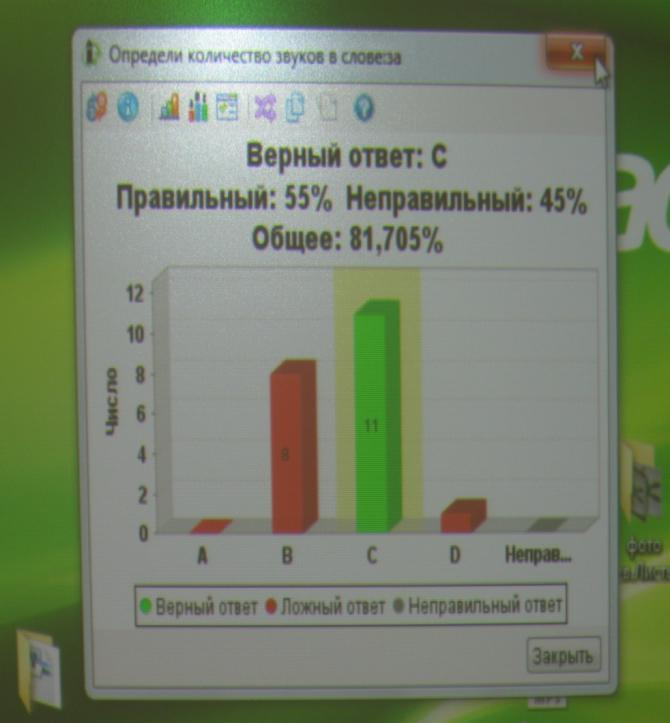 Определи количество звуков в слове:за
X
Верный ответ: C
Правильный: 55% Неправильный: 45%
Общее: 81,705%
Число
12
10
8
6
4
2
0
8
11
A B C D Неправ...
Верный ответ Ложный ответ Неправильный ответ
Закрыть
фото